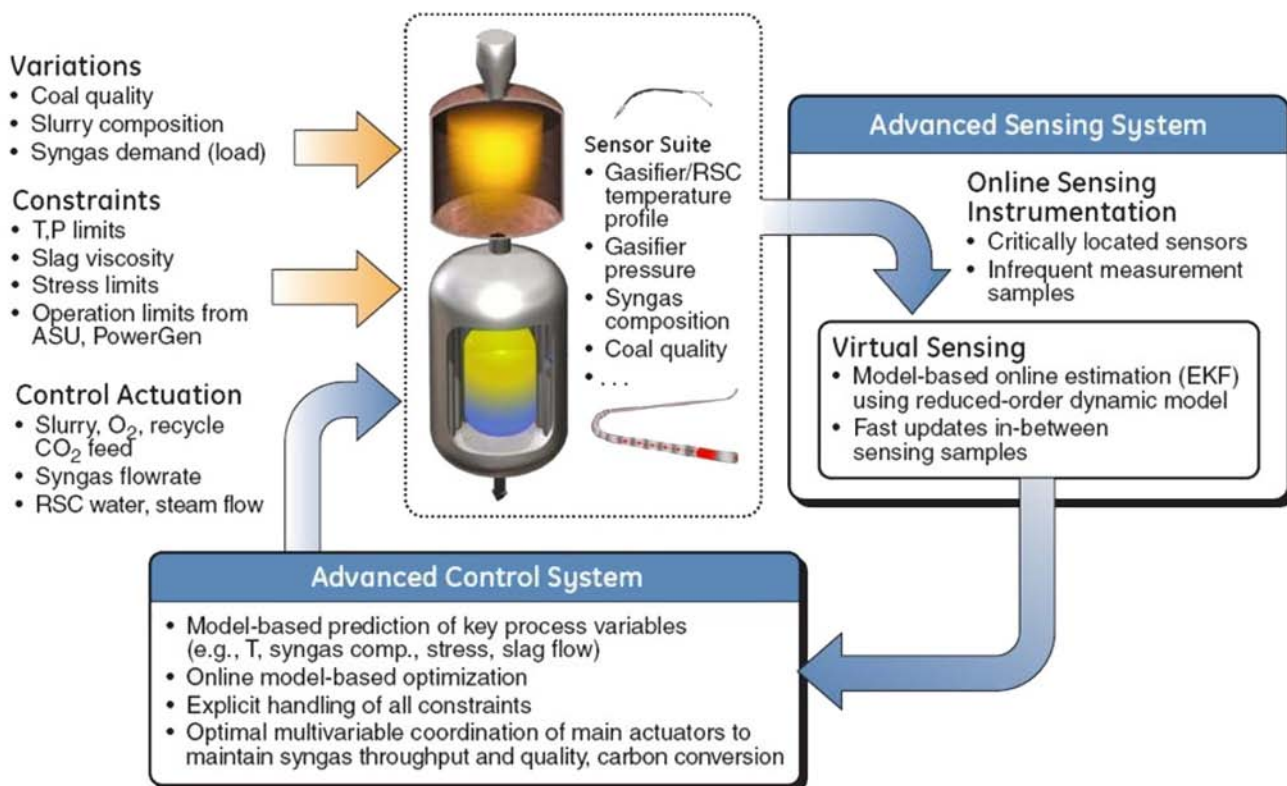 Variations
• Coal quality
• Slurry composition
• Syngas demand (load)
Constraints
• T,P limits
• Slag viscosity
• Stress limits
• Operation limits from
ASU, PowerGen
Control Actuation
• Slurry, O₂, recycle
CO₂ feed
• Syngas flowrate
• RSC water, steam flow
Sensor Suite
• Gasifier/RSC
temperature
profile
• Gasifier
pressure
• Syngas
composition
• Coal quality
• . . .
Advanced Sensing System
Online Sensing
Instrumentation
• Critically located sensors
• Infrequent measurement
samples
Virtual Sensing
• Model-based online estimation (EKF)
using reduced-order dynamic model
• Fast updates in-between
sensing samples
Advanced Control System
• Model-based prediction of key process variables
(e.g., T, syngas comp., stress, slag flow)
• Online model-based optimization
• Explicit handling of all constraints
• Optimal multivariable coordination of main actuators to
maintain syngas throughput and quality, carbon conversion